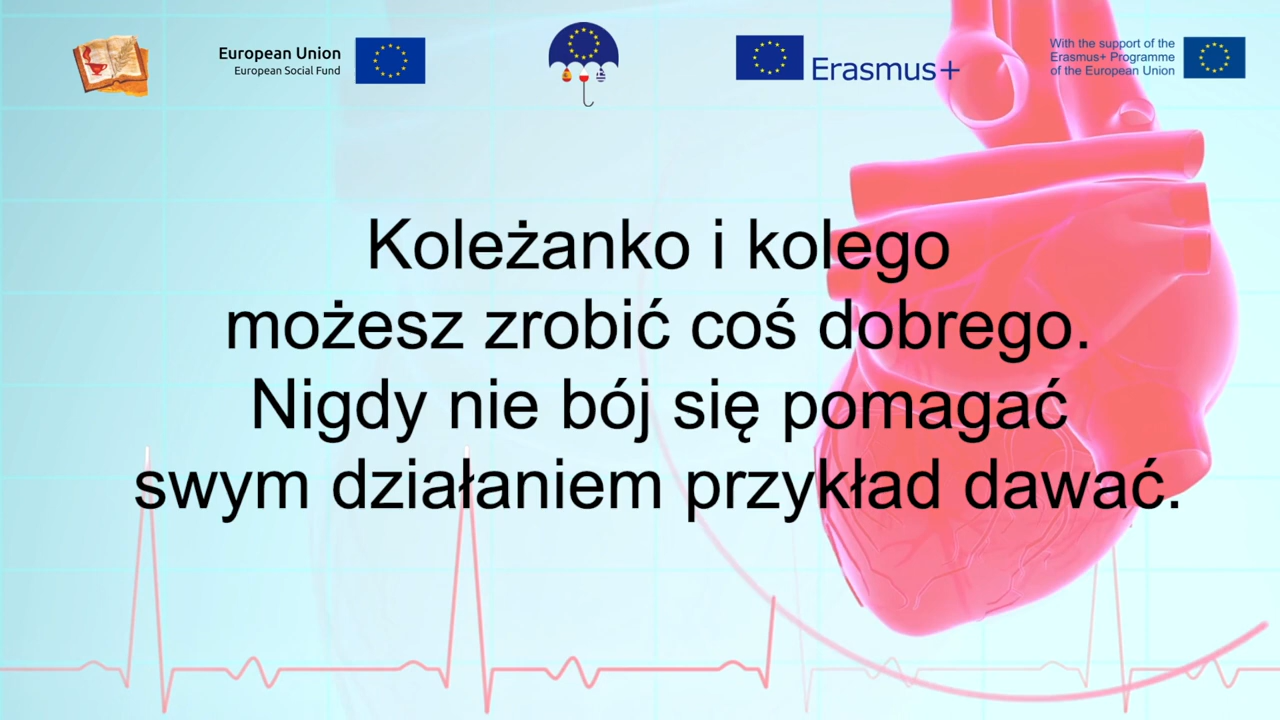 European Union
European Social Fund
Erasmus+
With the support of the
Erasmus+ Programme
of the European Union
Koleżanko i kolego
możesz zrobić coś dobrego.
Nigdy nie bój się pomagać
swym działaniem przykład dawać.